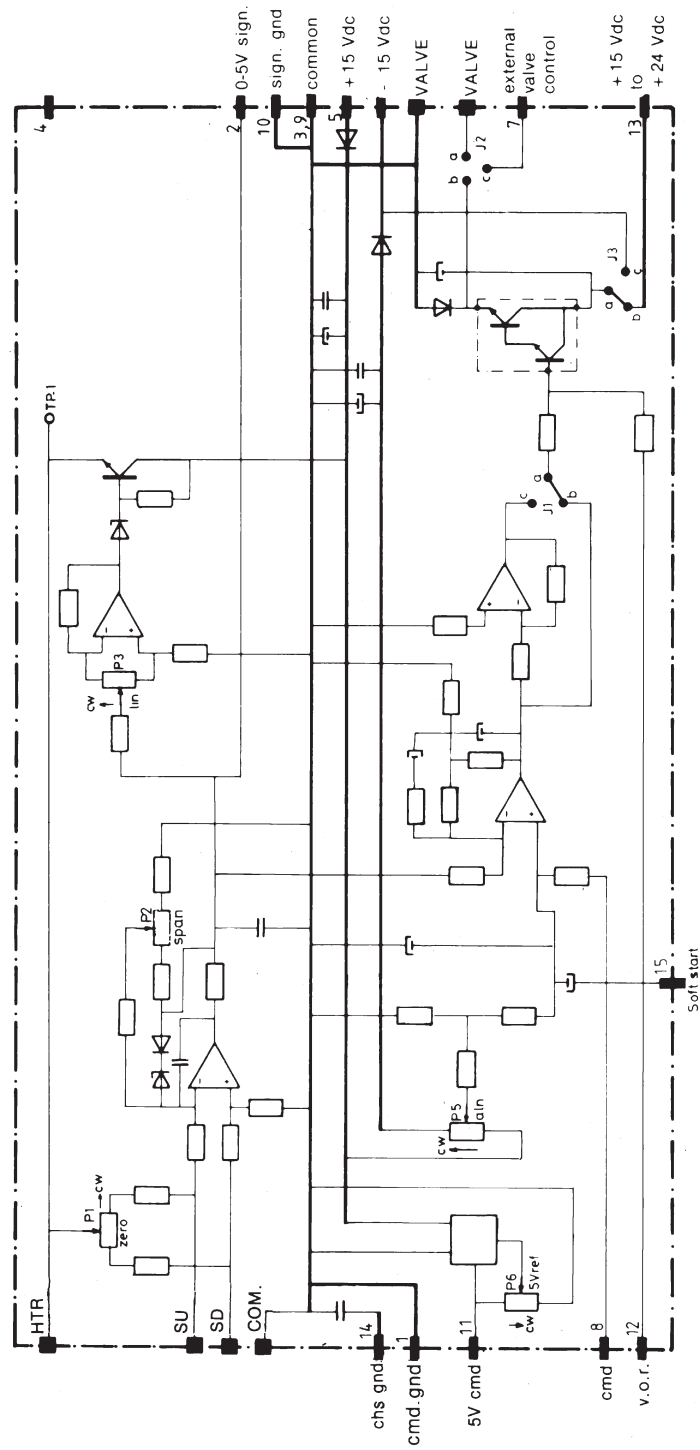 HTR
SU
SD
COM.
14
chs gnd
1
cmd. gnd
11
5V cmd
8
cmd
12
v.o.r.
15
Soft start
4
2
0-5V sign.
10
sign. gnd
3,9
common
5
+ 15 Vdc
- 15 Vdc
VALVE
VALVE
7
external
valve
control
13
+15 Vdc
to
+ 24 Vdc
TP.1
P1
cw
zero
P2
span
P3
cw
lin
P5
aln
cw
P6
5Vref
cw
J1
a
b
c
J2
a
b
c
J3
a
b
c
-
+
-
+
-
+
-
+